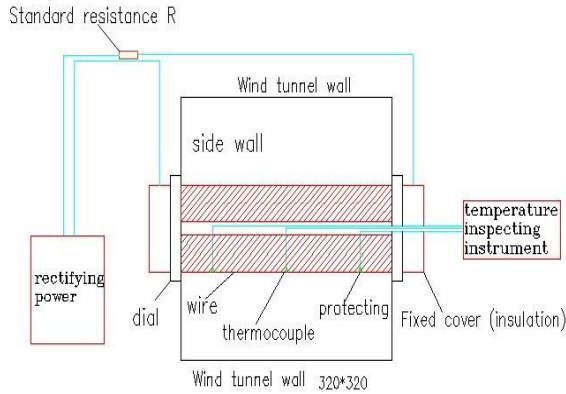 Standard resistance R
Wind tunnel wall
side wall
temperature
inspecting
instrument
rectifying
power
dial
wire
thermocouple
protecting
Fixed cover (insulation)
Wind tunnel wall 320*320